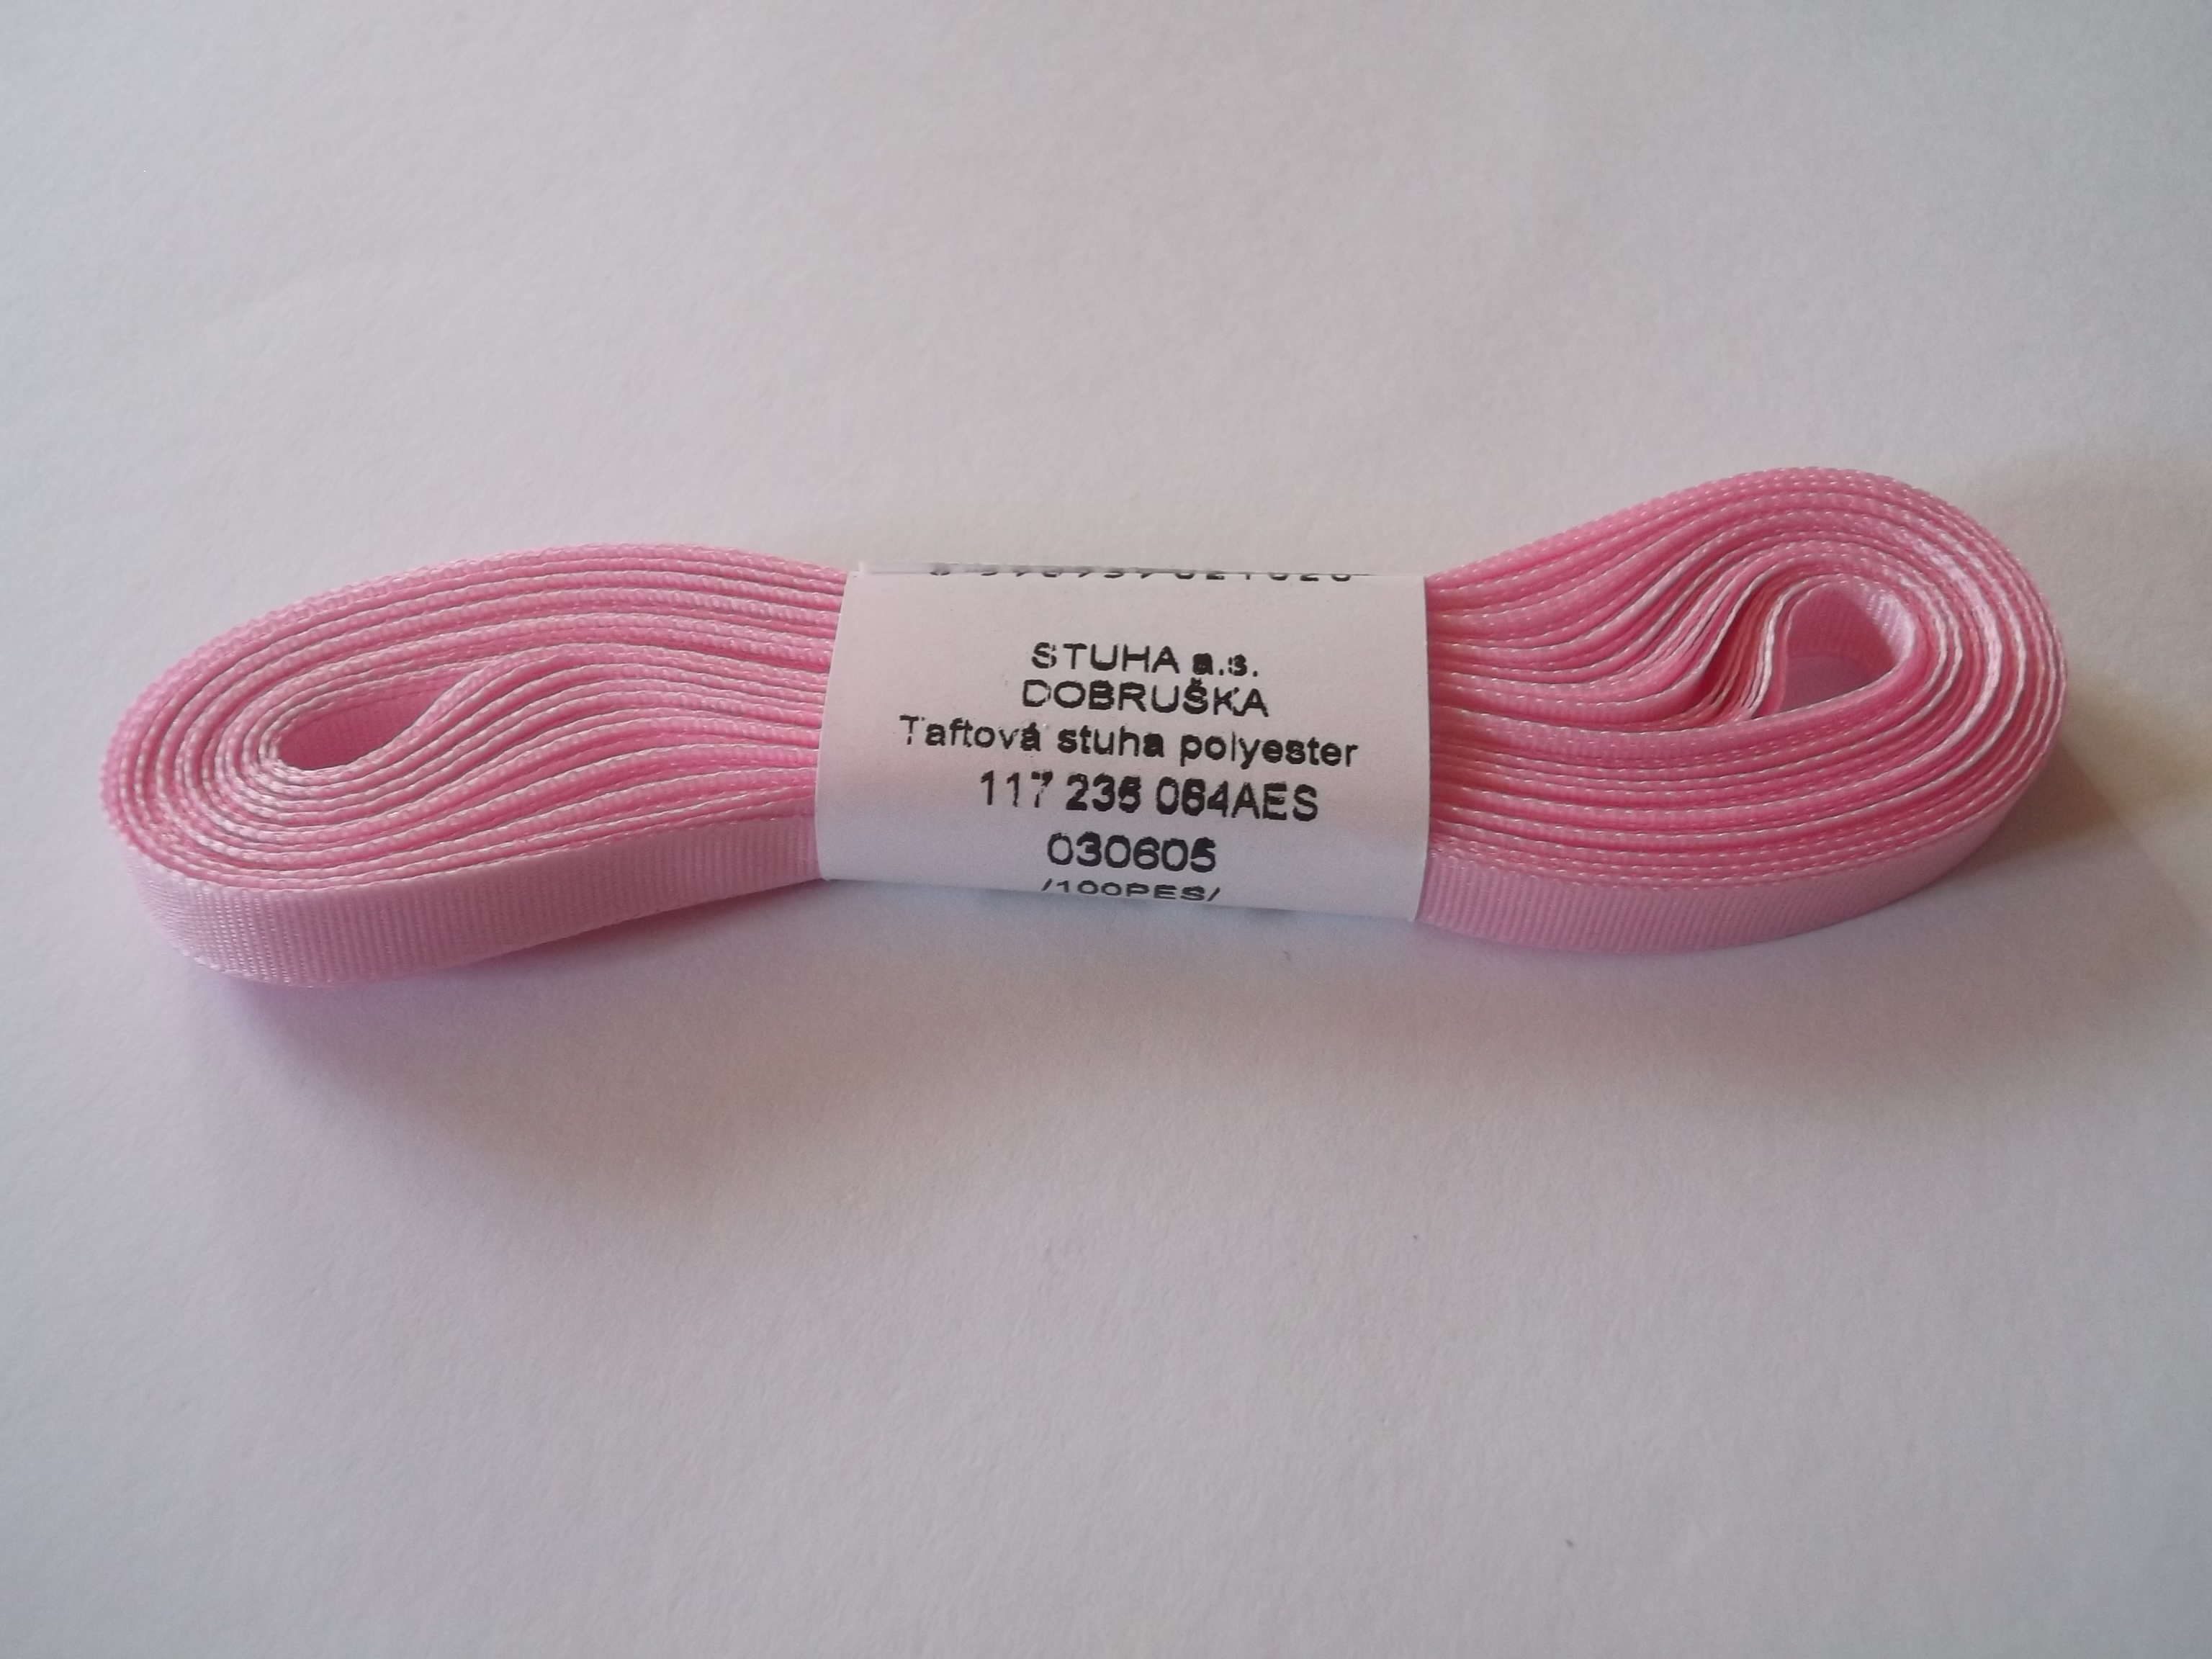 STUHA a.s.
DOBRUŠKA
Taftová stuha polyester
117 235 064AES
030605
/100PES/